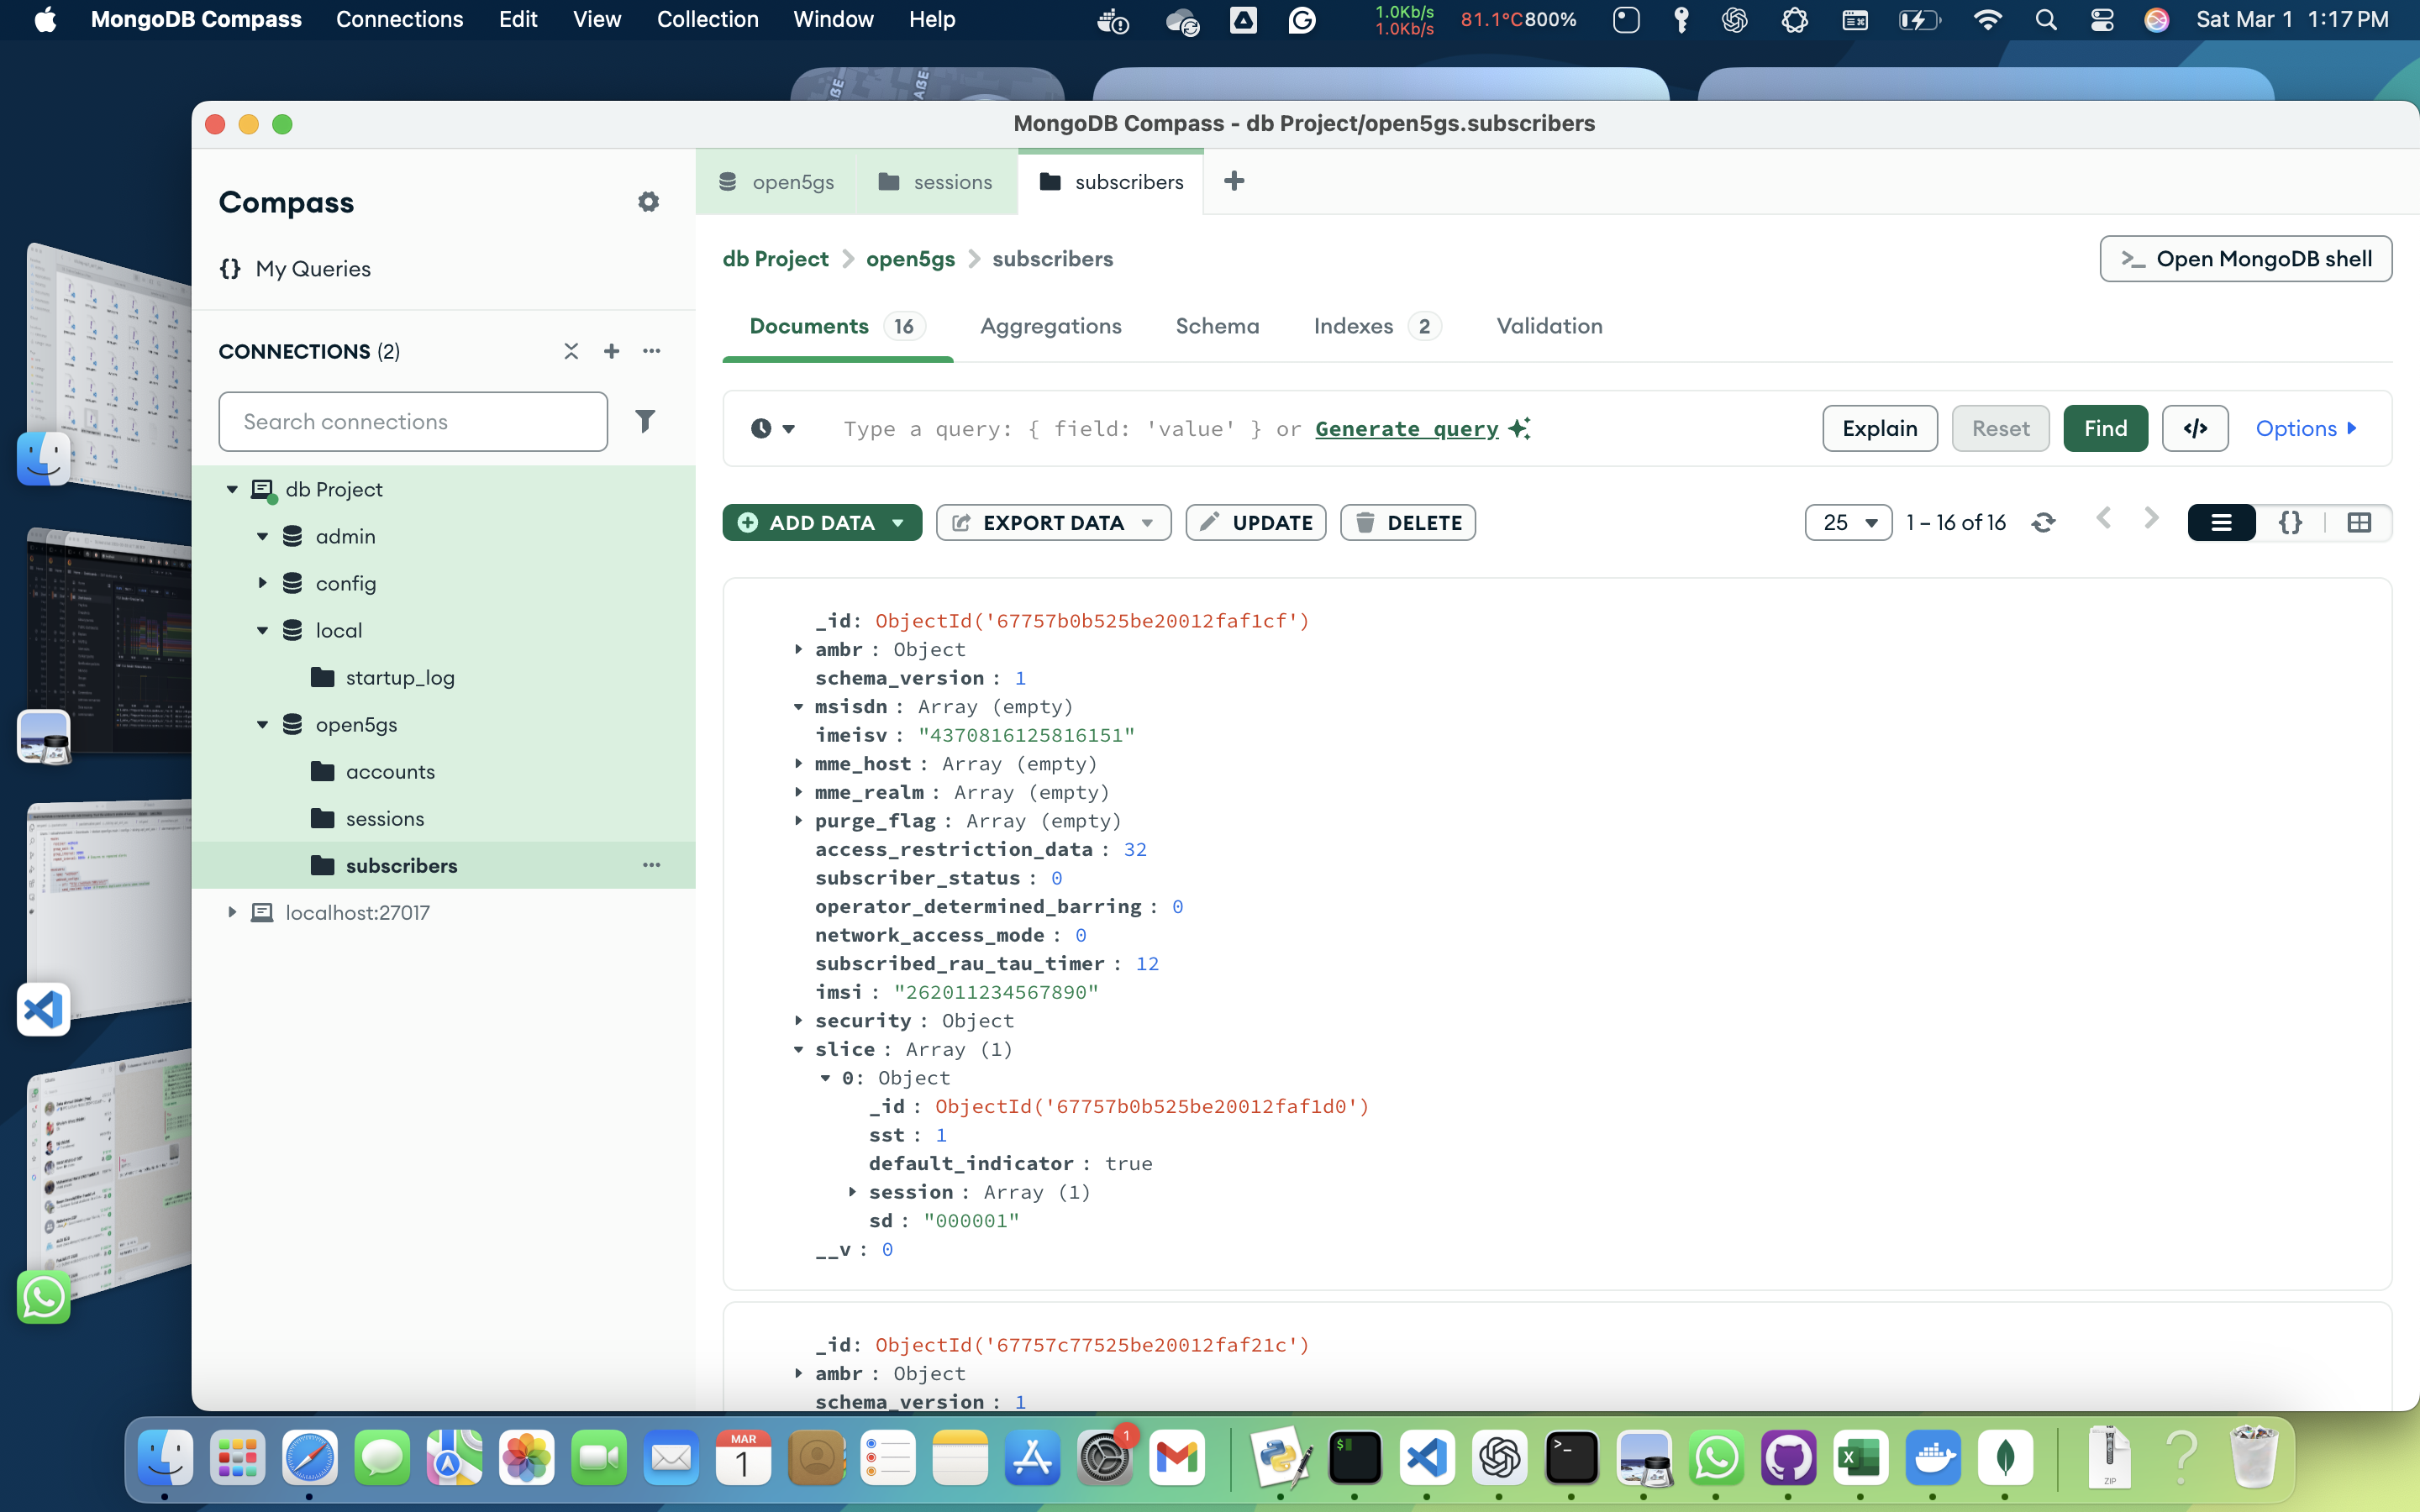 MongoDB Compass Connections Edit View Collection Window Help
1.0Kb/s
1.0Kb/s
81.1°C800%
Sat Mar 1 1:17 PM
MongoDB Compass - db Project/open5gs.subscribers
Compass
My Queries
CONNECTIONS (2)
Search connections
db Project
admin
config
local
startup_log
open5gs
accounts
sessions
subscribers
localhost:27017
open5gs sessions subscribers
db Project > open5gs > subscribers
>_ Open MongoDB shell
Documents 16 Aggregations Schema Indexes 2 Validation
Type a query: { field: 'value' } or Generate query
Explain Reset Find </> Options
ADD DATA EXPORT DATA UPDATE DELETE
25 1 – 16 of 16
_id: ObjectId('67757b0b525be20012faf1cf')
ambr : Object
schema_version : 1
msisdn : Array (empty)
imeisv : "4370816125816151"
mme_host : Array (empty)
mme_realm : Array (empty)
purge_flag : Array (empty)
access_restriction_data : 32
subscriber_status : 0
operator_determined_barring : 0
network_access_mode : 0
subscribed_rau_tau_timer : 12
imsi : "262011234567890"
security : Object
slice : Array (1)
0: Object
_id : ObjectId('67757b0b525be20012faf1d0')
sst : 1
default_indicator : true
session : Array (1)
sd : "000001"
__v : 0
_id: ObjectId('67757c77525be20012faf21c')
ambr : Object
schema_version : 1
MAR
1
1
ZIP